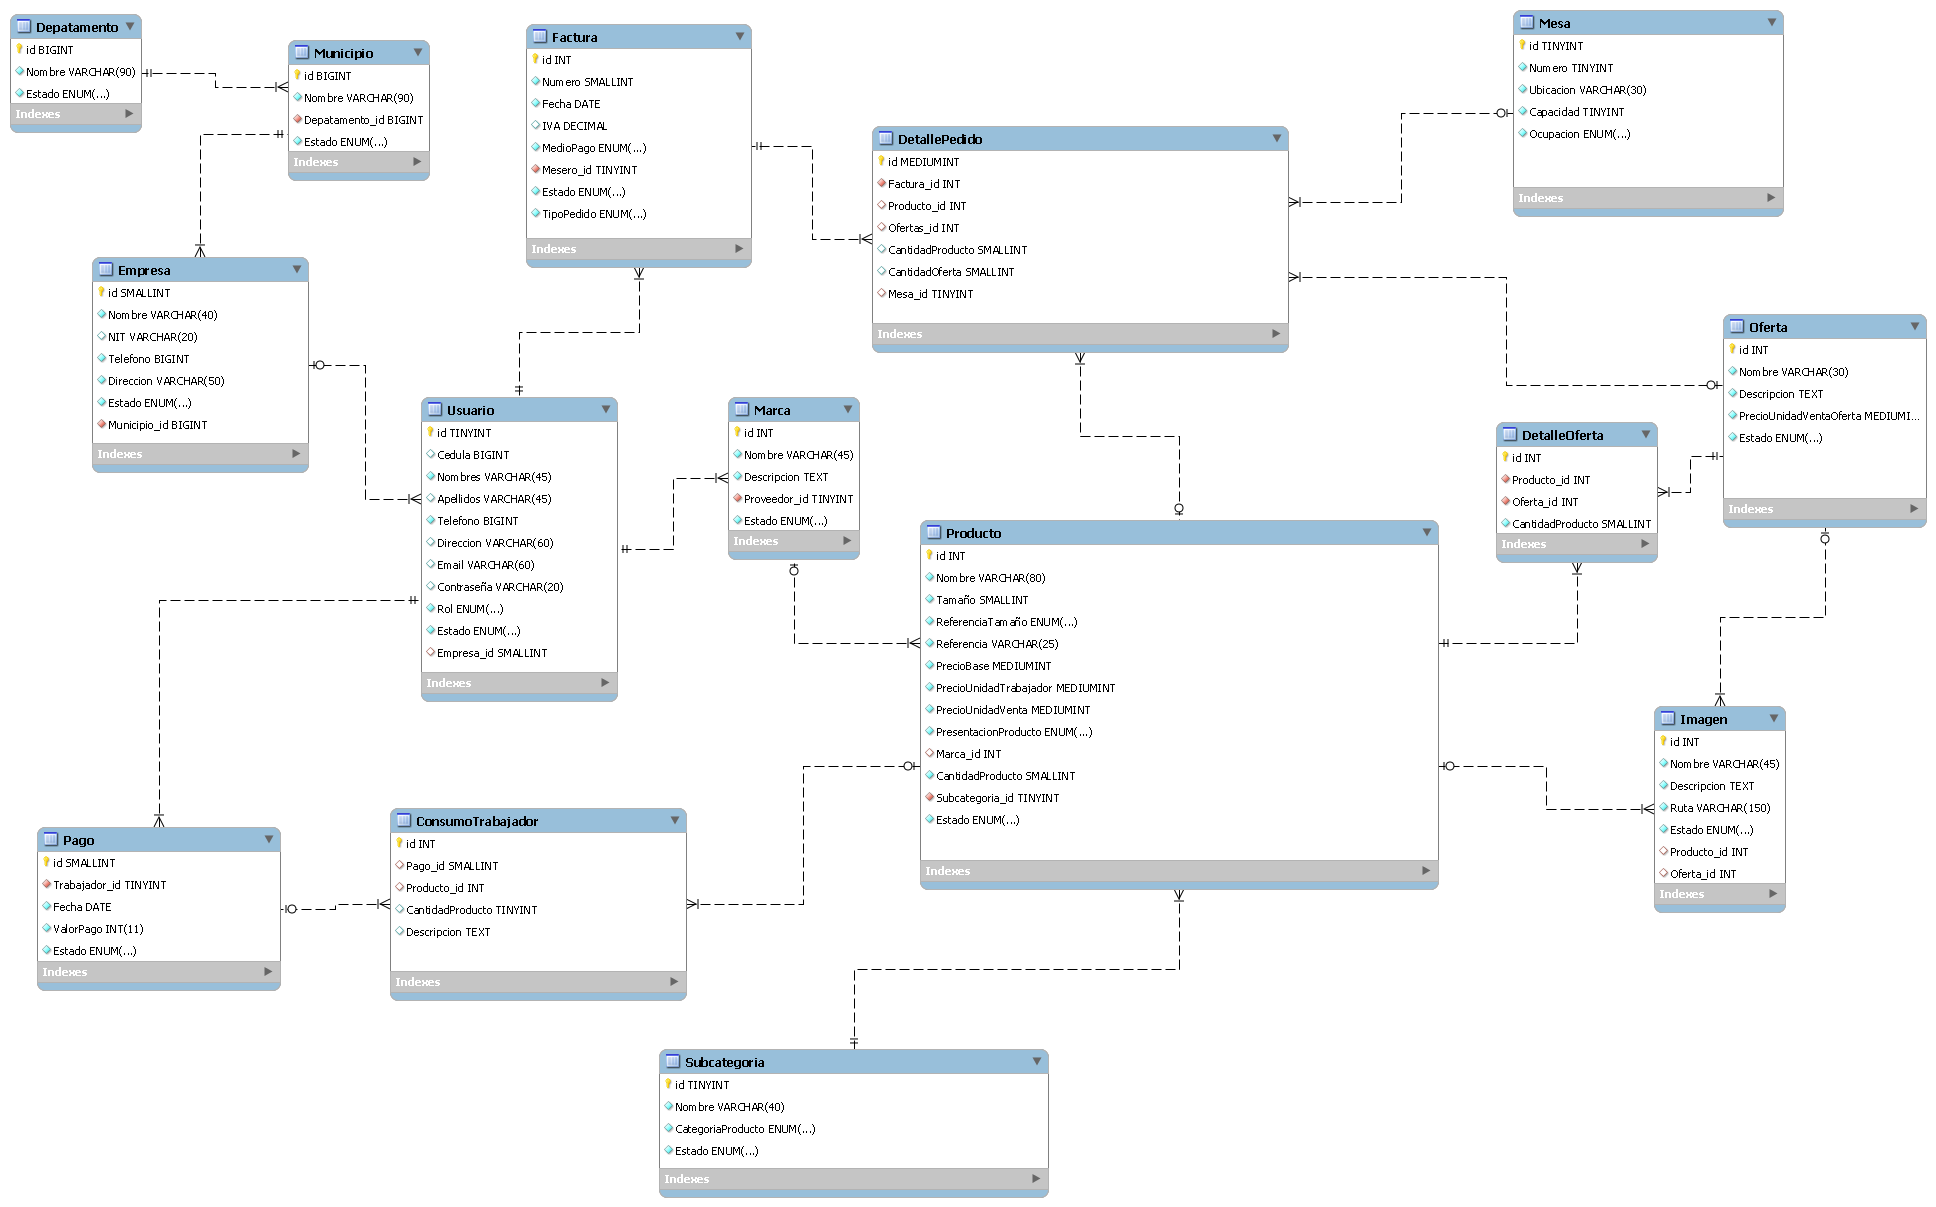 Depatamento
id BIGINT
Nombre VARCHAR(90)
Estado ENUM(...)
Indexes
Municipio
id BIGINT
Nombre VARCHAR(90)
Depatamento_id BIGINT
Estado ENUM(...)
Indexes
Factura
id INT
Numero SMALLINT
Fecha DATE
IVA DECIMAL
MedioPago ENUM(...)
Mesero_id TINYINT
Estado ENUM(...)
TipoPedido ENUM(...)
Indexes
DetallePedido
id MEDIUMINT
Factura_id INT
Producto_id INT
Ofertas_id INT
CantidadProducto SMALLINT
CantidadOferta SMALLINT
Mesa_id TINYINT
Indexes
Mesa
id TINYINT
Numero TINYINT
Ubicacion VARCHAR(30)
Capacidad TINYINT
Ocupacion ENUM(...)
Indexes
Empresa
id SMALLINT
Nombre VARCHAR(40)
NIT VARCHAR(20)
Telefono BIGINT
Direccion VARCHAR(50)
Estado ENUM(...)
Municipio_id BIGINT
Indexes
Usuario
id TINYINT
Cedula BIGINT
Nombres VARCHAR(45)
Apellidos VARCHAR(45)
Telefono BIGINT
Direccion VARCHAR(60)
Email VARCHAR(60)
Contraseña VARCHAR(20)
Rol ENUM(...)
Estado ENUM(...)
Empresa_id SMALLINT
Indexes
Marca
id INT
Nombre VARCHAR(45)
Descripcion TEXT
Proveedor_id TINYINT
Estado ENUM(...)
Indexes
Oferta
id INT
Nombre VARCHAR(30)
Descripcion TEXT
PrecioUnidadVentaOferta MEDIUMI...
Estado ENUM(...)
Indexes
DetalleOferta
id INT
Producto_id INT
Oferta_id INT
CantidadProducto SMALLINT
Indexes
Producto
id INT
Nombre VARCHAR(80)
Tamaño SMALLINT
ReferenciaTamaño ENUM(...)
Referencia VARCHAR(25)
PrecioBase MEDIUMINT
PrecioUnidadTrabajador MEDIUMINT
PrecioUnidadVenta MEDIUMINT
PresentacionProducto ENUM(...)
Marca_id INT
CantidadProducto SMALLINT
Subcategoria_id TINYINT
Estado ENUM(...)
Indexes
Imagen
id INT
Nombre VARCHAR(45)
Descripcion TEXT
Ruta VARCHAR(150)
Estado ENUM(...)
Producto_id INT
Oferta_id INT
Indexes
Pago
id SMALLINT
Trabajador_id TINYINT
Fecha DATE
ValorPago INT(11)
Estado ENUM(...)
Indexes
ConsumoTrabajador
id INT
Pago_id SMALLINT
Producto_id INT
CantidadProducto TINYINT
Descripcion TEXT
Indexes
Subcategoria
id TINYINT
Nombre VARCHAR(40)
CategoriaProducto ENUM(...)
Estado ENUM(...)
Indexes